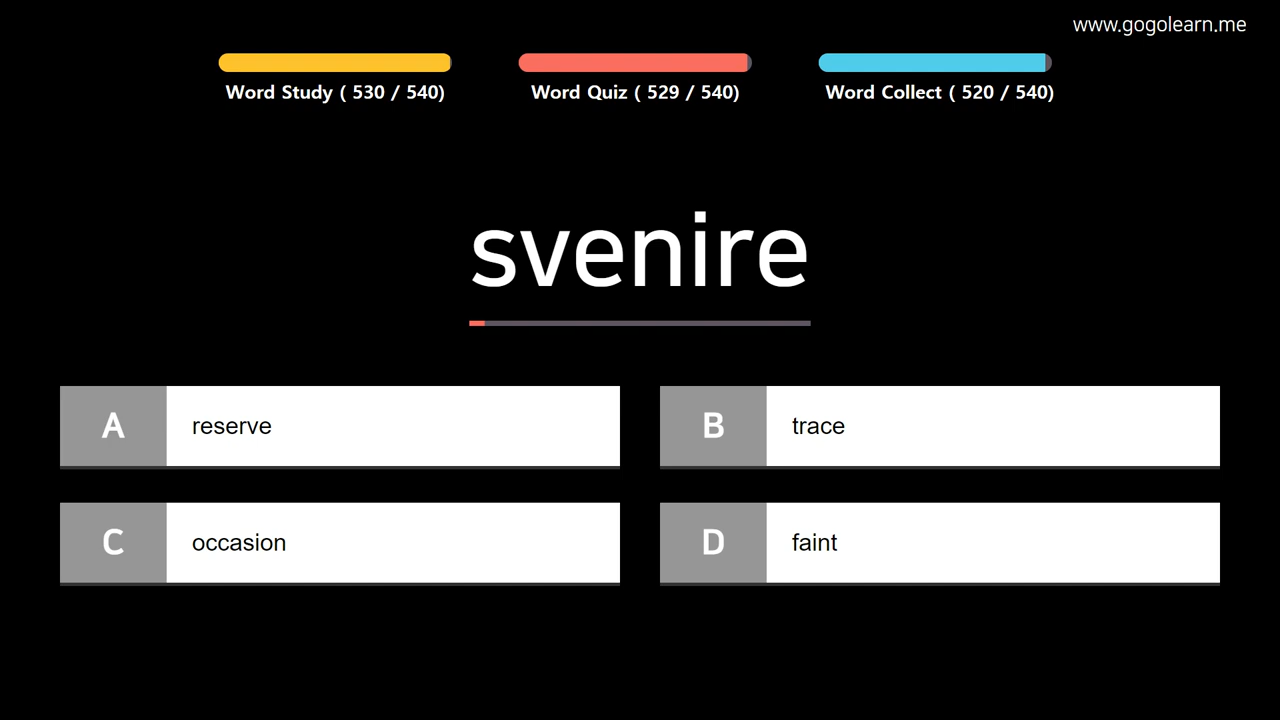 www.gogolearn.me
Word Study ( 530 / 540)
Word Quiz ( 529 / 540)
Word Collect ( 520 / 540)
svenire
A reserve
B trace
C occasion
D faint